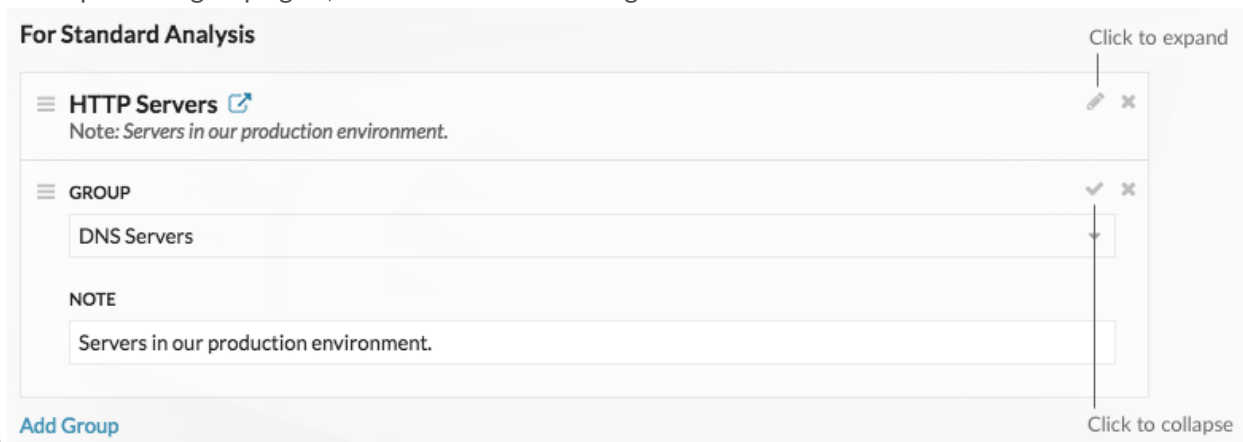 For Standard Analysis
Click to expand
HTTP Servers
Note: Servers in our production environment.
GROUP
DNS Servers
NOTE
Servers in our production environment.
Add Group
Click to collapse